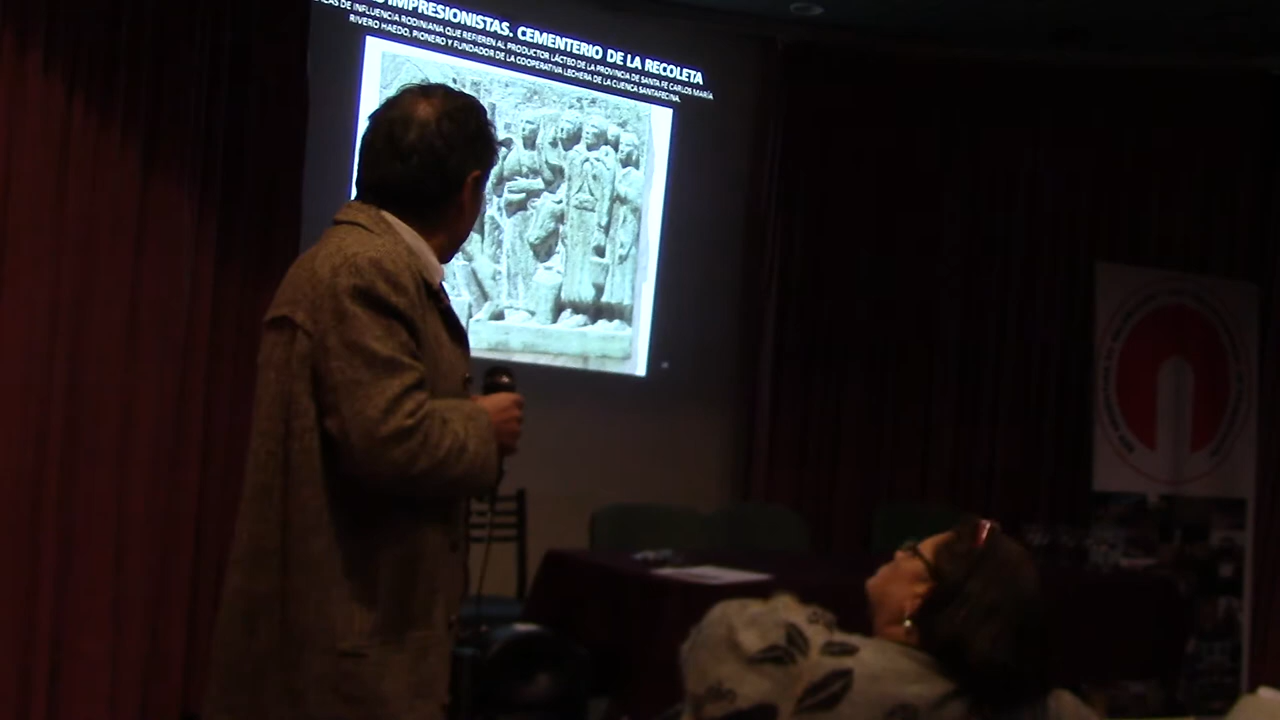 IMPRESIONISTAS. CEMENTERIO DE LA RECOLETA
DE INFLUENCIA RODINIANA QUE REFIEREN AL PRODUCTOR LÁCTEO DE LA PROVINCIA DE SANTA FE CARLOS MARÍA
RIVERO HAEDO, PIONERO Y FUNDADOR DE LA COOPERATIVA LECHERA DE LA CUENCA SANTAFECINA.